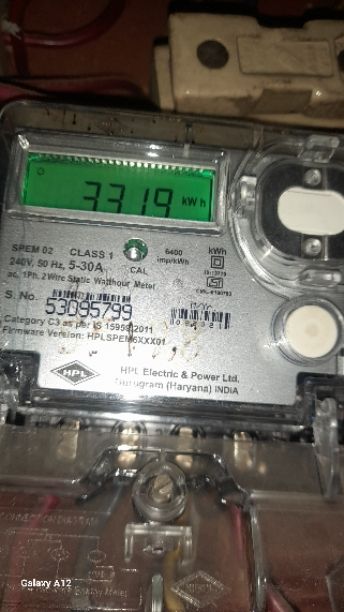 3319 kWh
SPEM 02 CLASS 1 6400 imp/kWh kWh
240V, 50 Hz, 5-30A CAL
ac, 1Ph. 2Wire Static Watthour Meter
S. No. 53095799
Category C3 as per IS 15959:2011
Firmware Version: HPLSPEM6XXX01
HPL HPL Electric & Power Ltd.
Gurugram (Haryana) INDIA
CONNECTION DIAGRAM
Galaxy A12